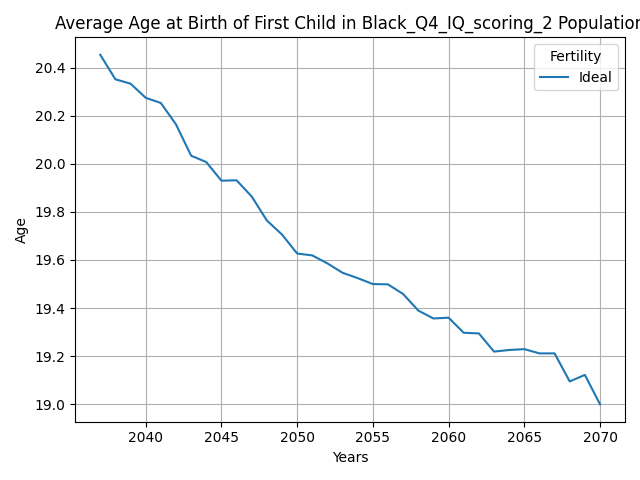 Average Age at Birth of First Child in Black_Q4_IQ_scoring_2 Population
Fertility
Ideal
20.4
20.2
20.0
19.8
19.6
19.4
19.2
19.0
Age
2040 2045 2050 2055 2060 2065 2070
Years